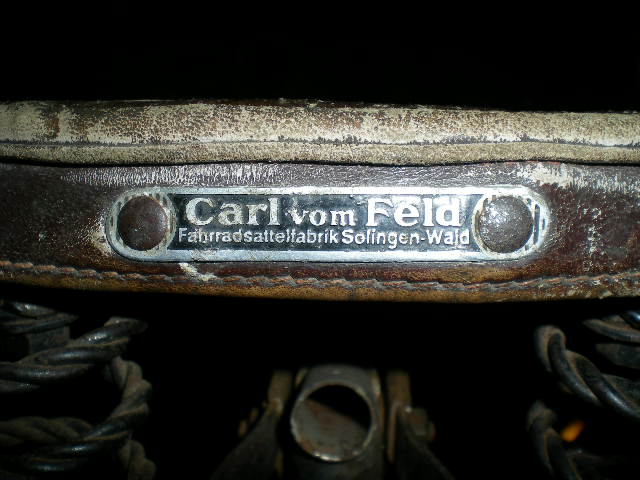 Carl vom Feld
Fahrradsattelfabrik Solingen-Wald